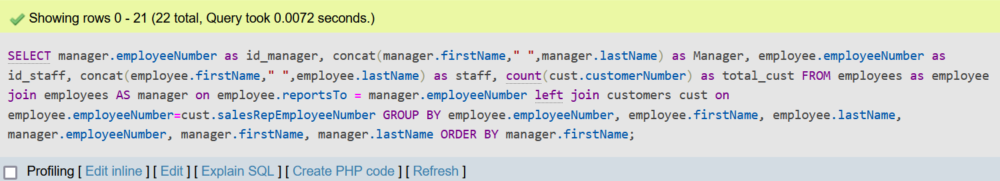 Showing rows 0 - 21 (22 total, Query took 0.0072 seconds.)
SELECT manager.employeeNumber as id_manager, concat(manager.firstName," ",manager.lastName) as Manager, employee.employeeNumber as
id_staff, concat(employee.firstName," ",employee.lastName) as staff, count(cust.customerNumber) as total_cust FROM employees as employee
join employees AS manager on employee.reportsTo = manager.employeeNumber left join customers cust on
employee.employeeNumber=cust.salesRepEmployeeNumber GROUP BY employee.employeeNumber, employee.firstName, employee.lastName,
manager.employeeNumber, manager.firstName, manager.lastName ORDER BY manager.firstName;
Profiling [ Edit inline ] [ Edit ] [ Explain SQL ] [ Create PHP code ] [ Refresh ]